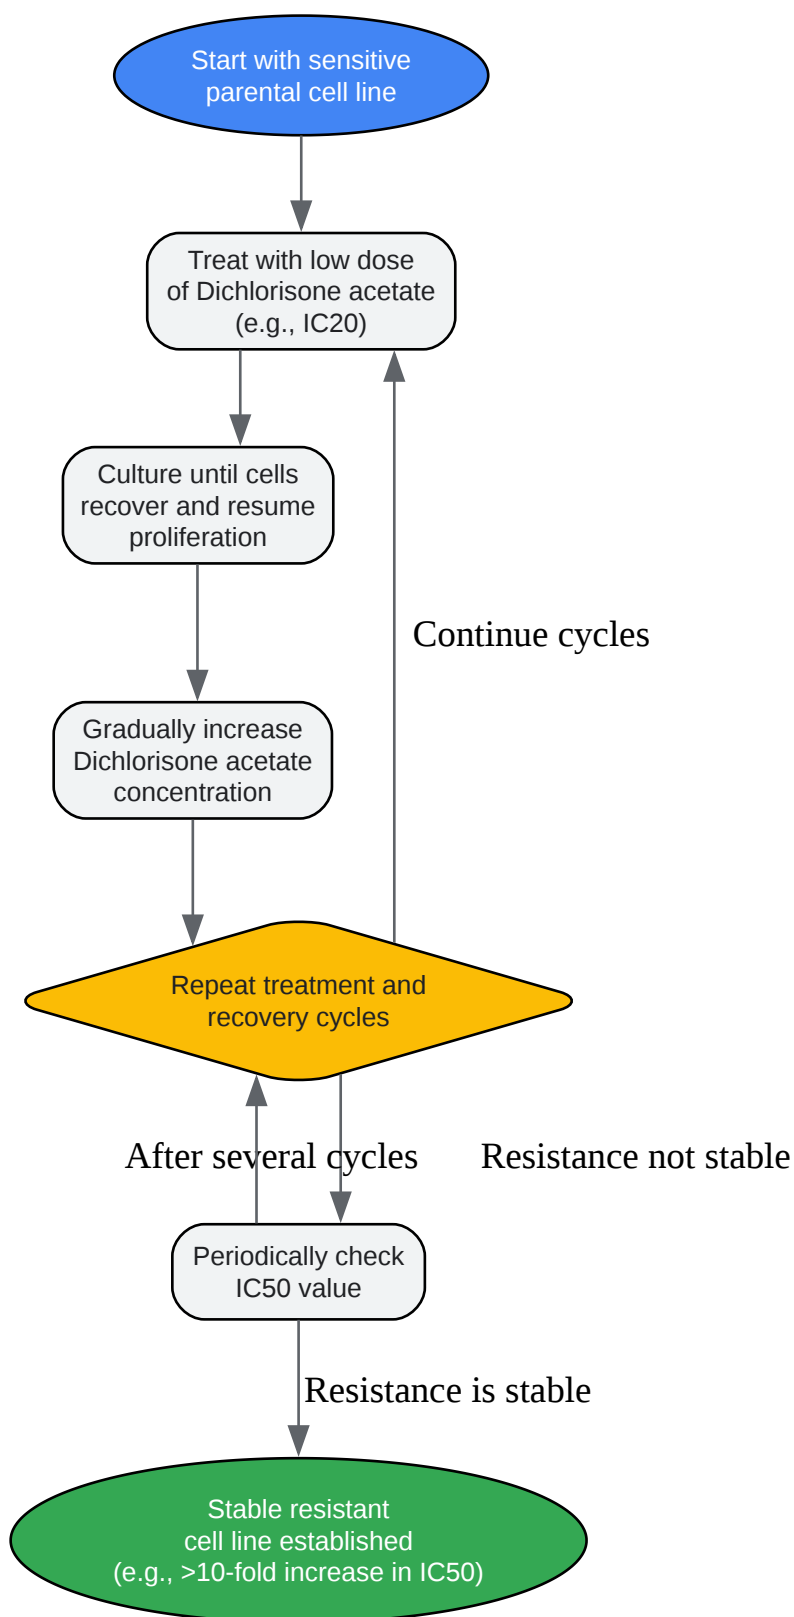 Start with sensitive
parental cell line
Treat with low dose
of Dichlorisone acetate
(e.g., IC20)
Culture until cells
recover and resume
proliferation
Continue cycles
Gradually increase
Dichlorisone acetate
concentration
Repeat treatment and
recovery cycles
After several cycles
Resistance not stable
Periodically check
IC50 value
Resistance is stable
Stable resistant
cell line established
(e.g., >10-fold increase in IC50)